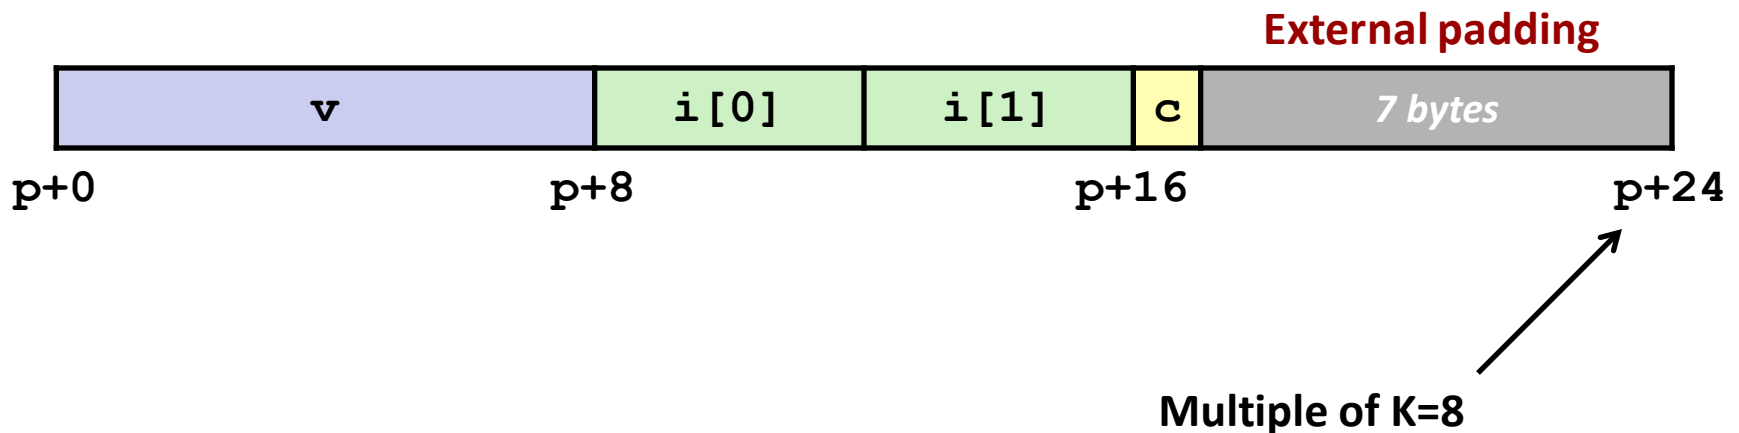 External padding
v i[0] i[1] c 7 bytes
p+0 p+8 p+16 p+24
Multiple of K=8